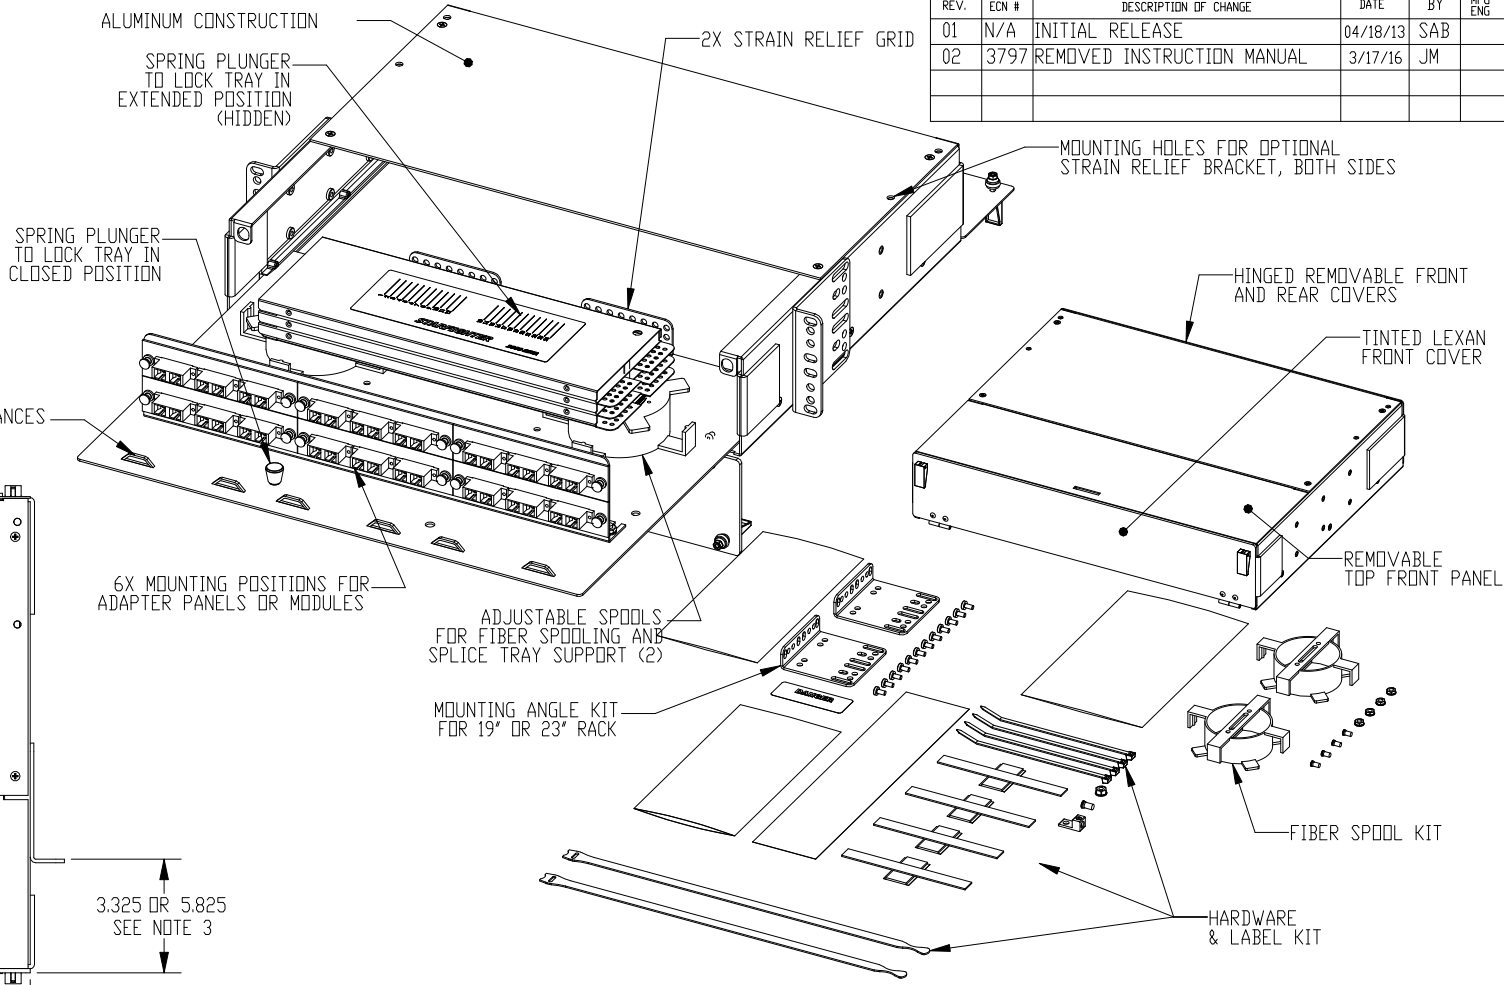 REV. ECN # DESCRIPTION OF CHANGE DATE BY MFG ENG
01 N/A INITIAL RELEASE 04/18/13 SAB
02 3797 REMOVED INSTRUCTION MANUAL 3/17/16 JM
ALUMINUM CONSTRUCTION
SPRING PLUNGER
TO LOCK TRAY IN
EXTENDED POSITION
(HIDDEN)
2X STRAIN RELIEF GRID
MOUNTING HOLES FOR OPTIONAL
STRAIN RELIEF BRACKET, BOTH SIDES
SPRING PLUNGER
TO LOCK TRAY IN
CLOSED POSITION
HINGED REMOVABLE FRONT
AND REAR COVERS
TINTED LEXAN
FRONT COVER
ANCES
REMOVABLE
TOP FRONT PANEL
6X MOUNTING POSITIONS FOR
ADAPTER PANELS OR MODULES
ADJUSTABLE SPOOLS
FOR FIBER SPOOLING AND
SPLICE TRAY SUPPORT (2)
DANGER
MOUNTING ANGLE KIT
FOR 19" OR 23" RACK
FIBER SPOOL KIT
3.325 OR 5.825
SEE NOTE 3
HARDWARE
& LABEL KIT